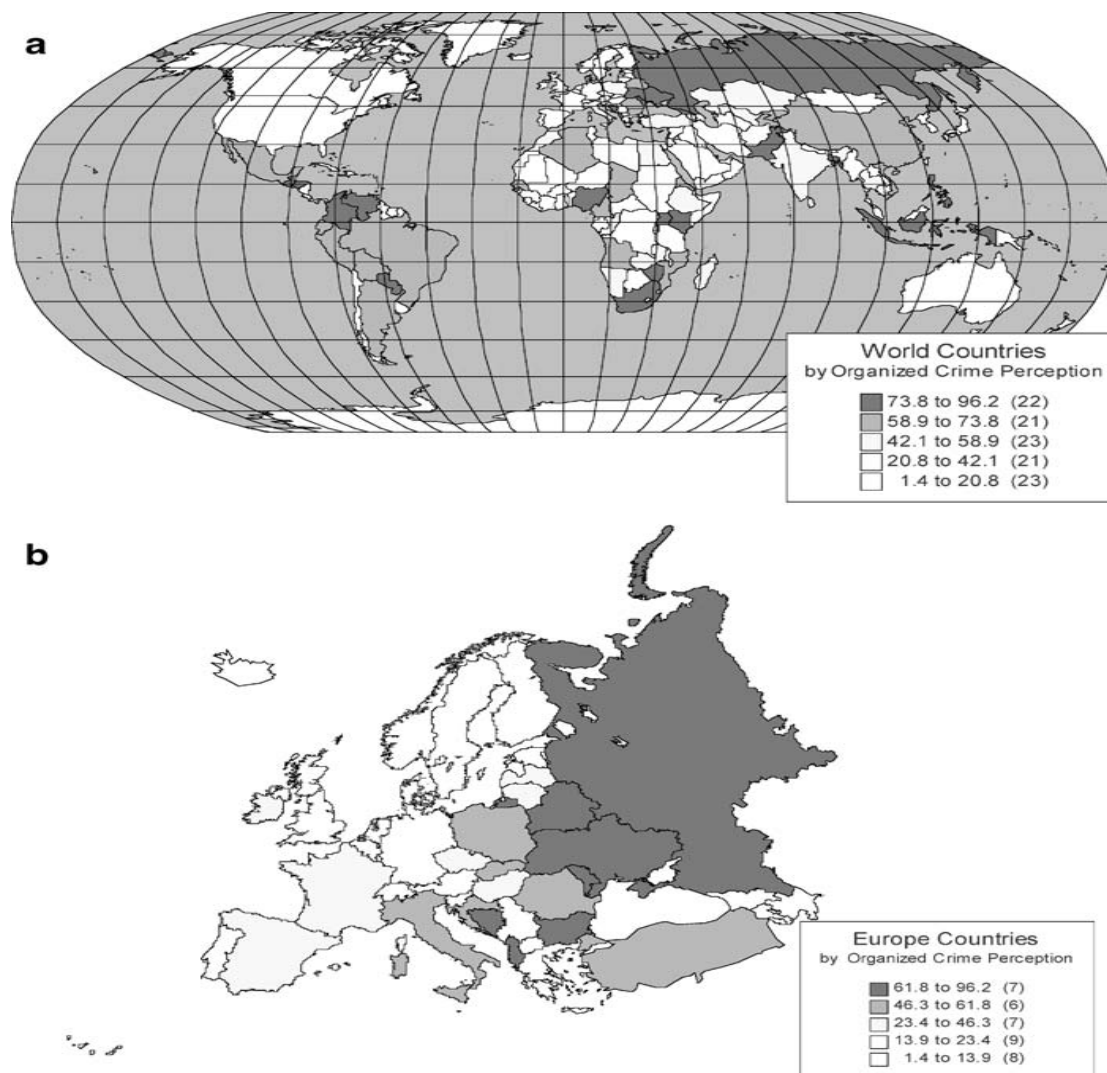 a
World Countries
by Organized Crime Perception
73.8 to 96.2 (22)
58.9 to 73.8 (21)
42.1 to 58.9 (23)
20.8 to 42.1 (21)
1.4 to 20.8 (23)
b
Europe Countries
by Organized Crime Perception
61.8 to 96.2 (7)
46.3 to 61.8 (6)
23.4 to 46.3 (7)
13.9 to 23.4 (9)
1.4 to 13.9 (8)